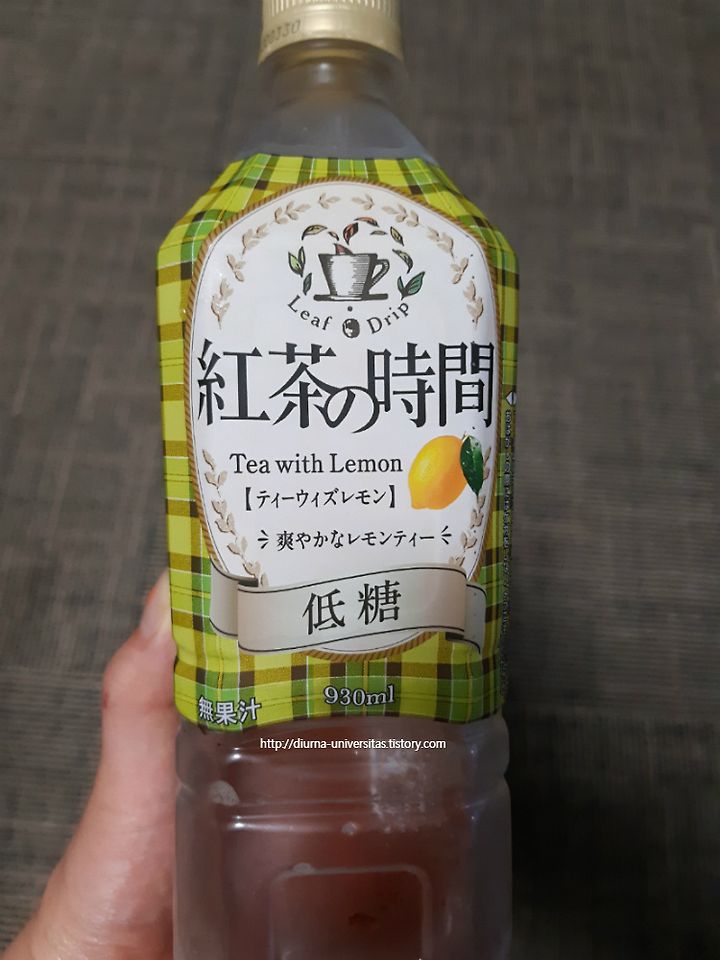 Leaf Drip
紅茶の時間
Tea with Lemon
【ティーウィズレモン】
爽やかなレモンティー
低糖
無果汁
930ml
http://diurna-universitas.tistory.com